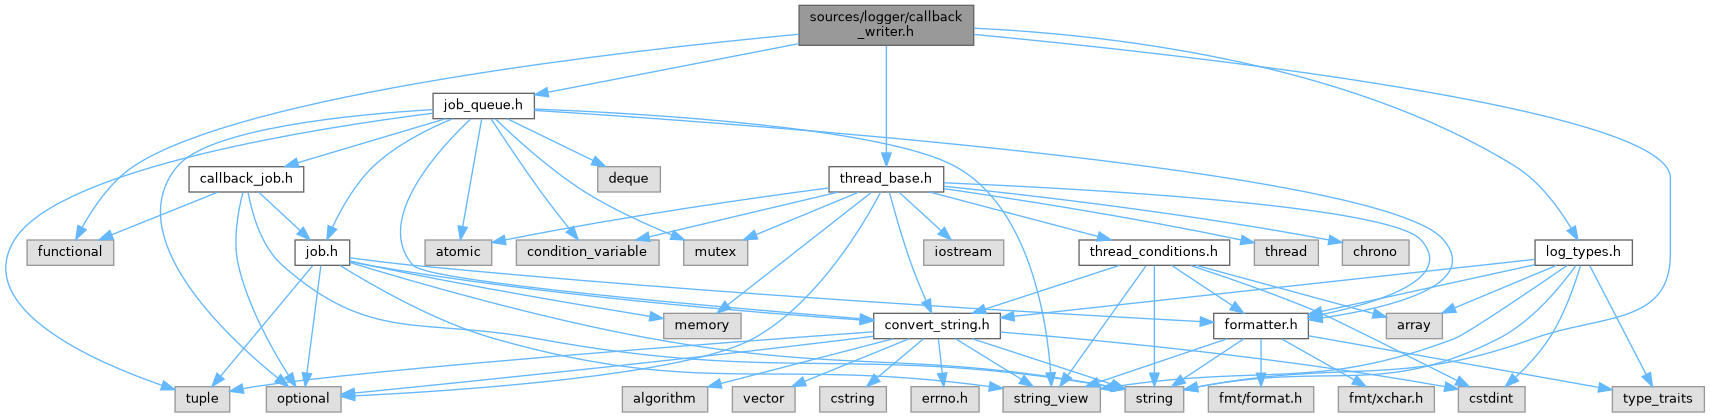 sources/logger/callback
_writer.h
job_queue.h
callback_job.h
deque
thread_base.h
functional
job.h
atomic
condition_variable
mutex
iostream
thread_conditions.h
thread
chrono
log_types.h
memory
convert_string.h
formatter.h
array
tuple
optional
algorithm
vector
cstring
errno.h
string_view
string
fmt/format.h
fmt/xchar.h
cstdint
type_traits